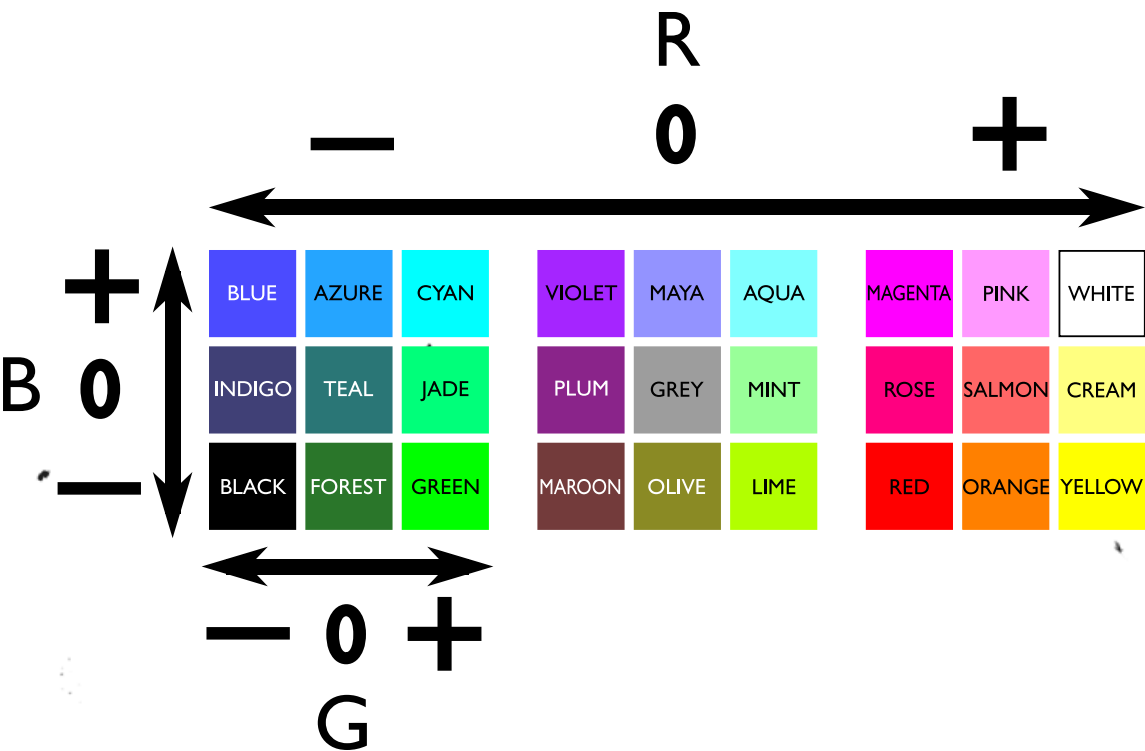 R
− 0 +
+
BLUE AZURE CYAN VIOLET MAYA AQUA MAGENTA PINK WHITE
B 0
INDIGO TEAL JADE PLUM GREY MINT ROSE SALMON CREAM
−
BLACK FOREST GREEN MAROON OLIVE LIME RED ORANGE YELLOW
− 0 +
G